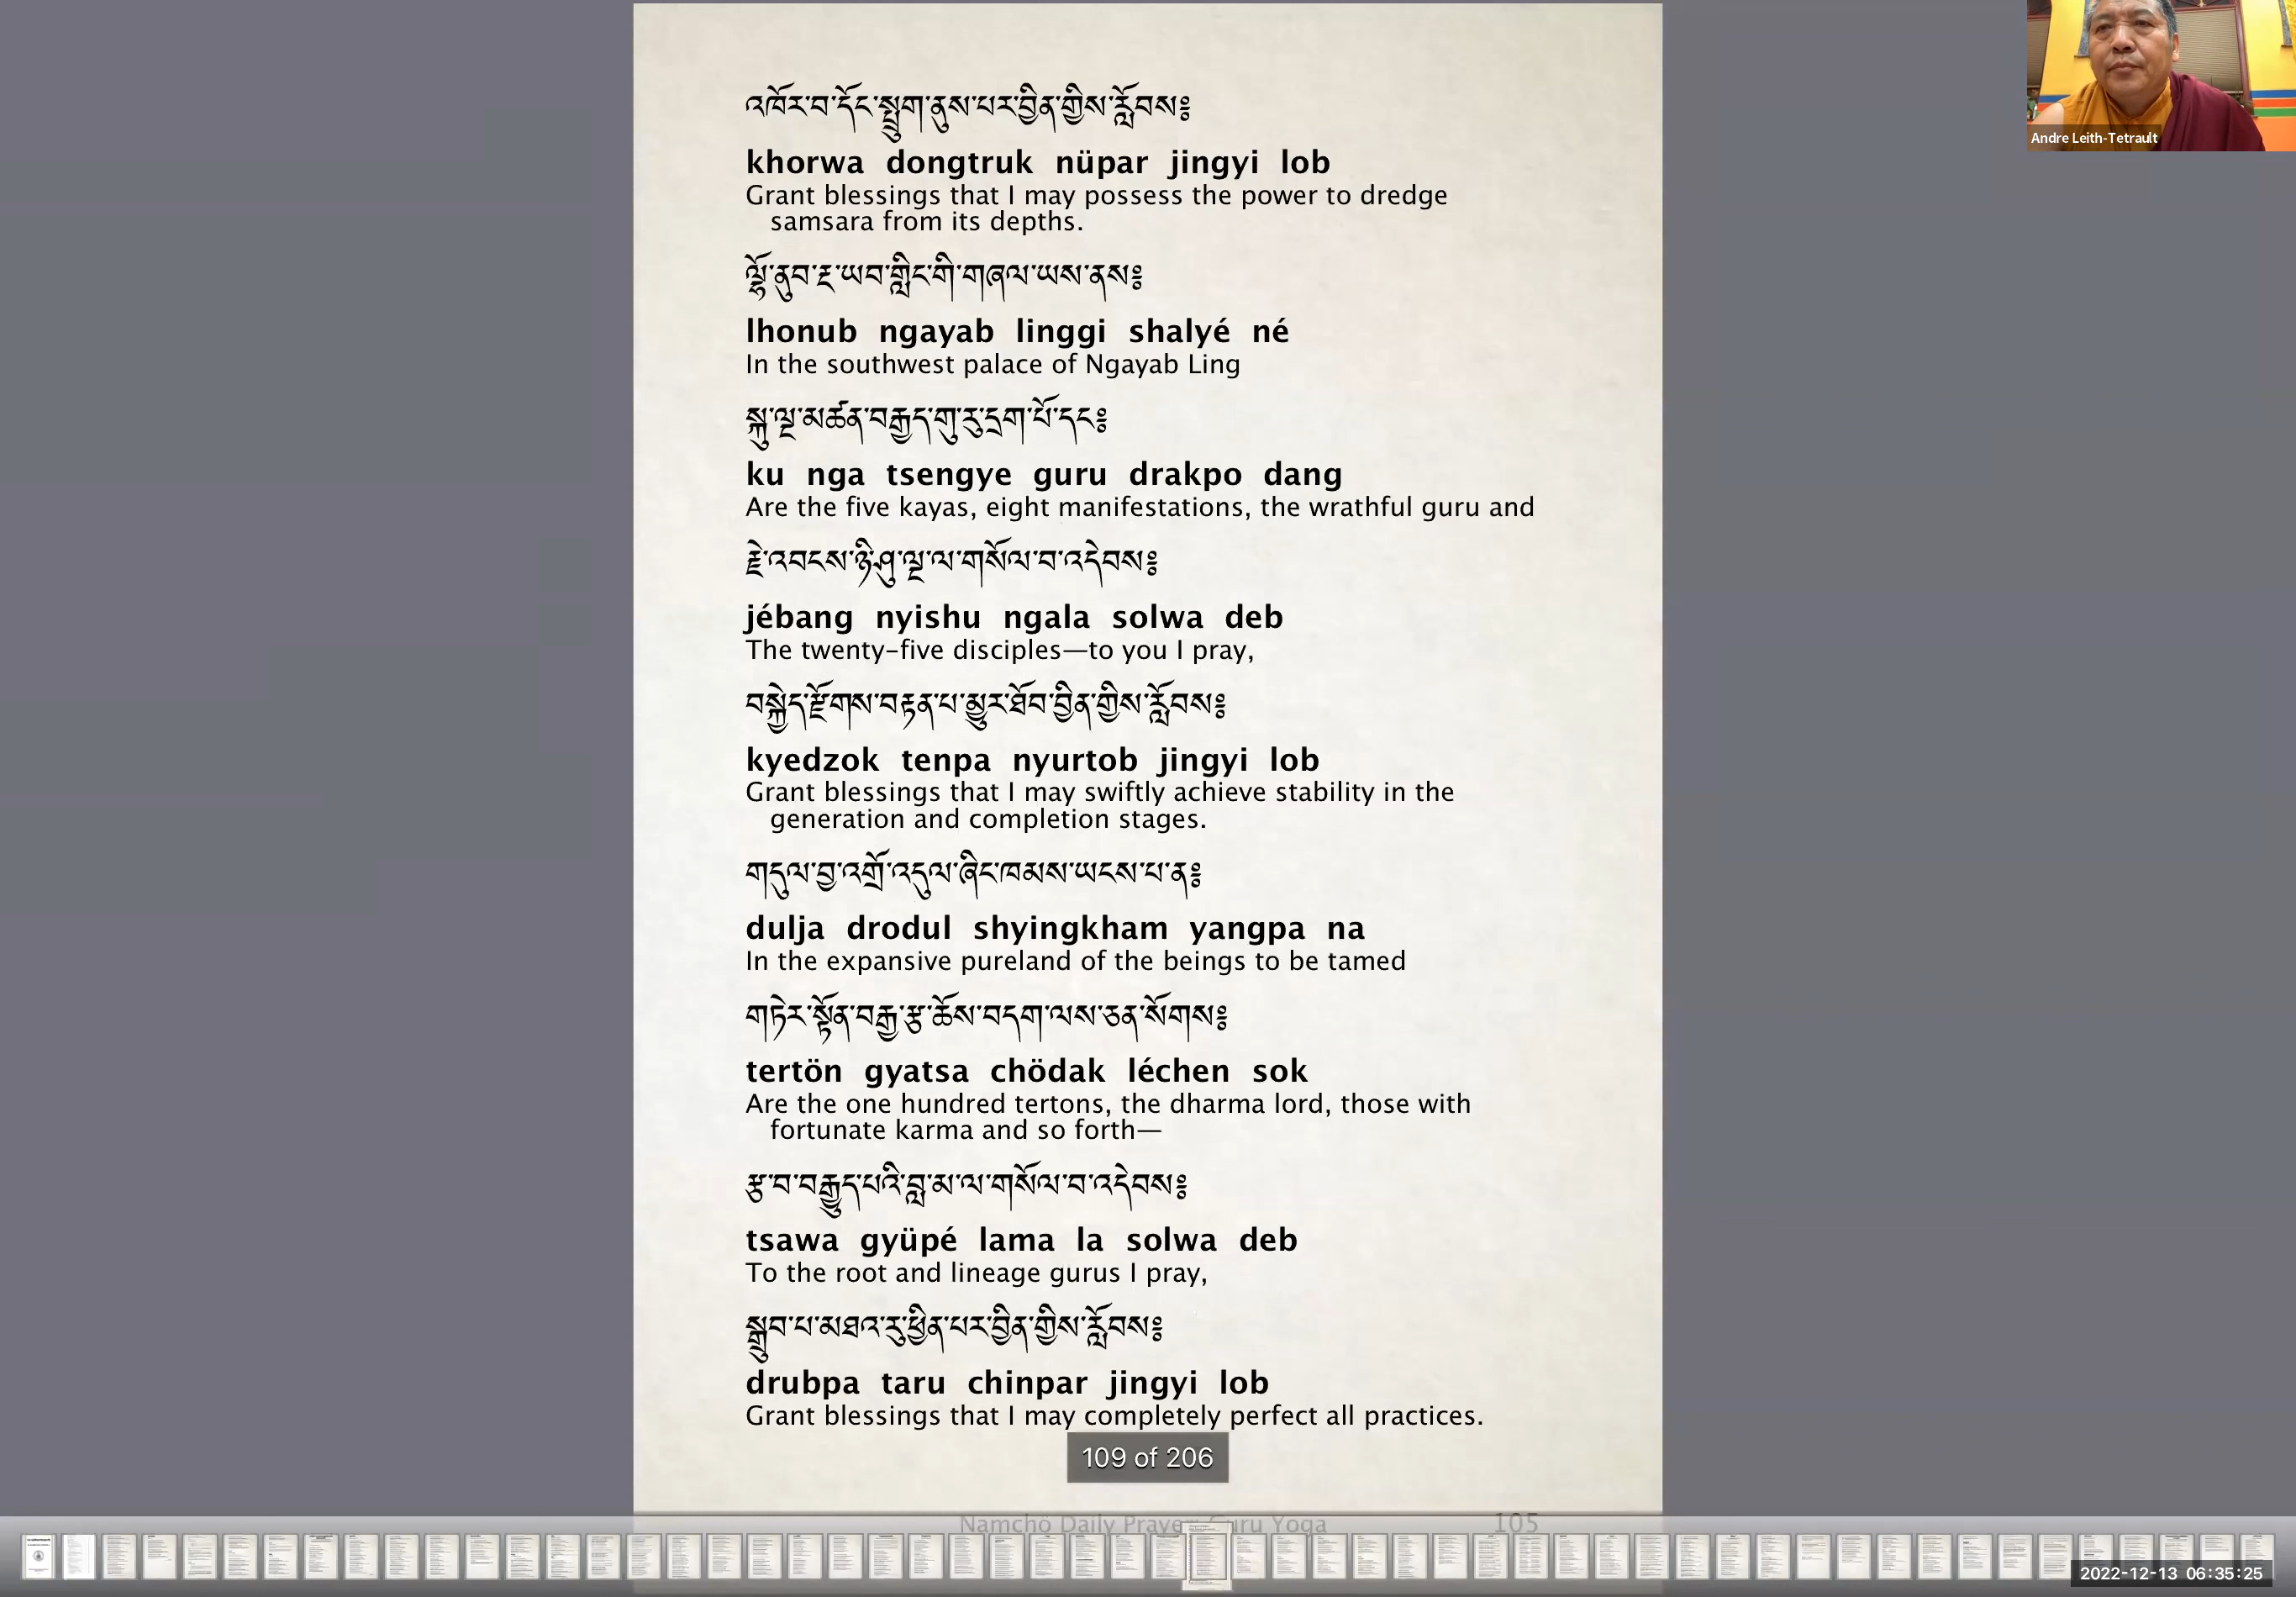 འཁོར་བ་དོང་སྤྲུག་ནུས་པར་བྱིན་གྱིས་རློབས༔
khorwa dongtruk nüpar jingyi lob
Grant blessings that I may possess the power to dredge
samsara from its depths.
ལྷོ་ནུབ་རྔ་ཡབ་གླིང་གི་གཞལ་ཡས་ནས༔
lhonub ngayab linggi shalyé né
In the southwest palace of Ngayab Ling
སྐུ་ལྔ་མཚན་བརྒྱད་གུ་རུ་དྲག་པོ་དང༔
ku nga tsengye guru drakpo dang
Are the five kayas, eight manifestations, the wrathful guru and
རྗེ་འབངས་ཉི་ཤུ་ལྔ་ལ་གསོལ་བ་འདེབས༔
jébang nyishu ngala solwa deb
The twenty-five disciples—to you I pray,
བསྐྱེད་རྫོགས་བརྟན་པ་མྱུར་ཐོབ་བྱིན་གྱིས་རློབས༔
kyedzok tenpa nyurtob jingyi lob
Grant blessings that I may swiftly achieve stability in the
generation and completion stages.
གདུལ་བྱ་འགྲོ་འདུལ་ཞིང་ཁམས་ཡངས་པ་ན༔
dulja drodul shyingkham yangpa na
In the expansive pureland of the beings to be tamed
གཏེར་སྟོན་བརྒྱ་རྩ་ཆོས་བདག་ལས་ཅན་སོགས༔
tertön gyatsa chödak léchen sok
Are the one hundred tertons, the dharma lord, those with
fortunate karma and so forth—
རྩ་བ་བརྒྱུད་པའི་བླ་མ་ལ་གསོལ་བ་འདེབས༔
tsawa gyüpé lama la solwa deb
To the root and lineage gurus I pray,
སྒྲུབ་པ་མཐའ་རུ་ཕྱིན་པར་བྱིན་གྱིས་རློབས༔
drubpa taru chinpar jingyi lob
Grant blessings that I may completely perfect all practices.
109 of 206
Namchö Daily Prayer Guru Yoga 105
Andre Leith-Tetrault
2022-12-13 06:35:25